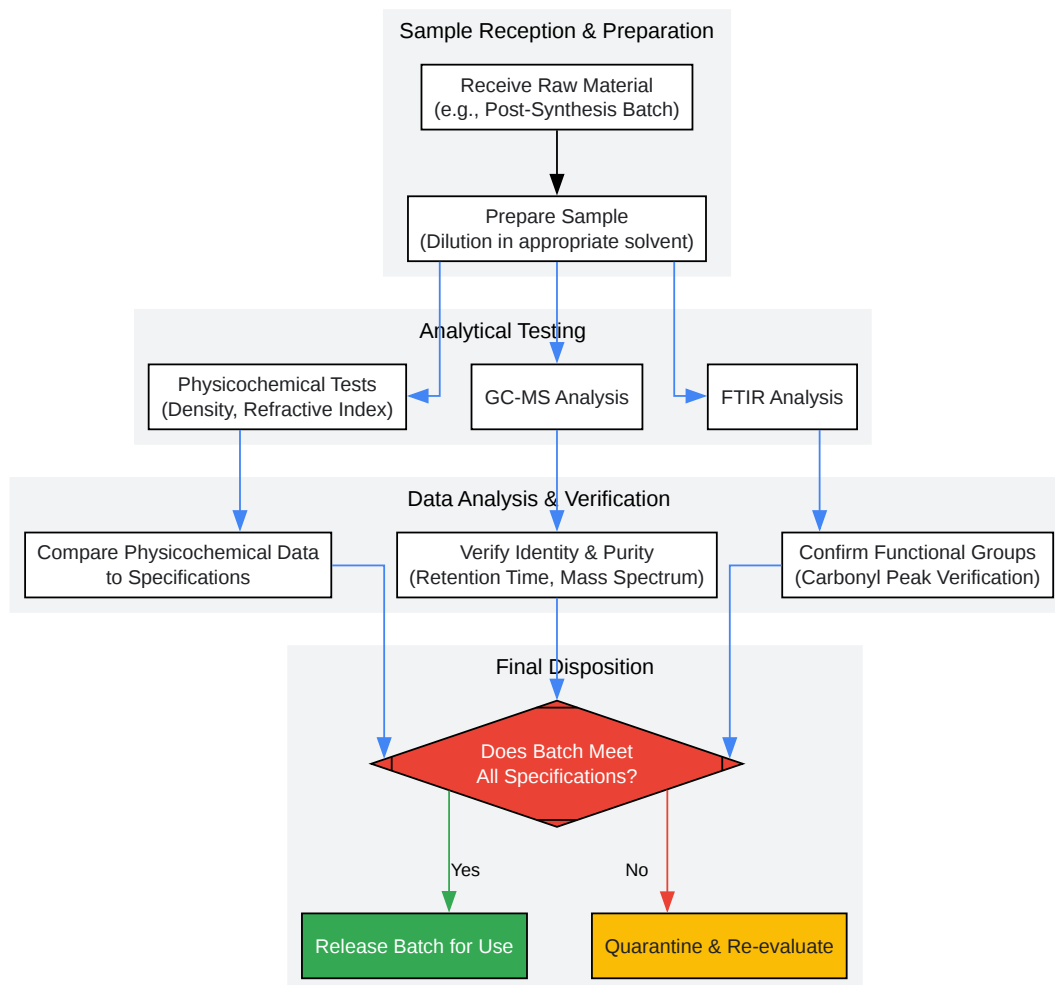 Sample Reception & Preparation
Receive Raw Material
(e.g., Post-Synthesis Batch)
Prepare Sample
(Dilution in appropriate solvent)
Analytical Testing
Physicochemical Tests
(Density, Refractive Index)
GC-MS Analysis
FTIR Analysis
Data Analysis & Verification
Compare Physicochemical Data
to Specifications
Verify Identity & Purity
(Retention Time, Mass Spectrum)
Confirm Functional Groups
(Carbonyl Peak Verification)
Final Disposition
Does Batch Meet
All Specifications?
Yes
No
Release Batch for Use
Quarantine & Re-evaluate